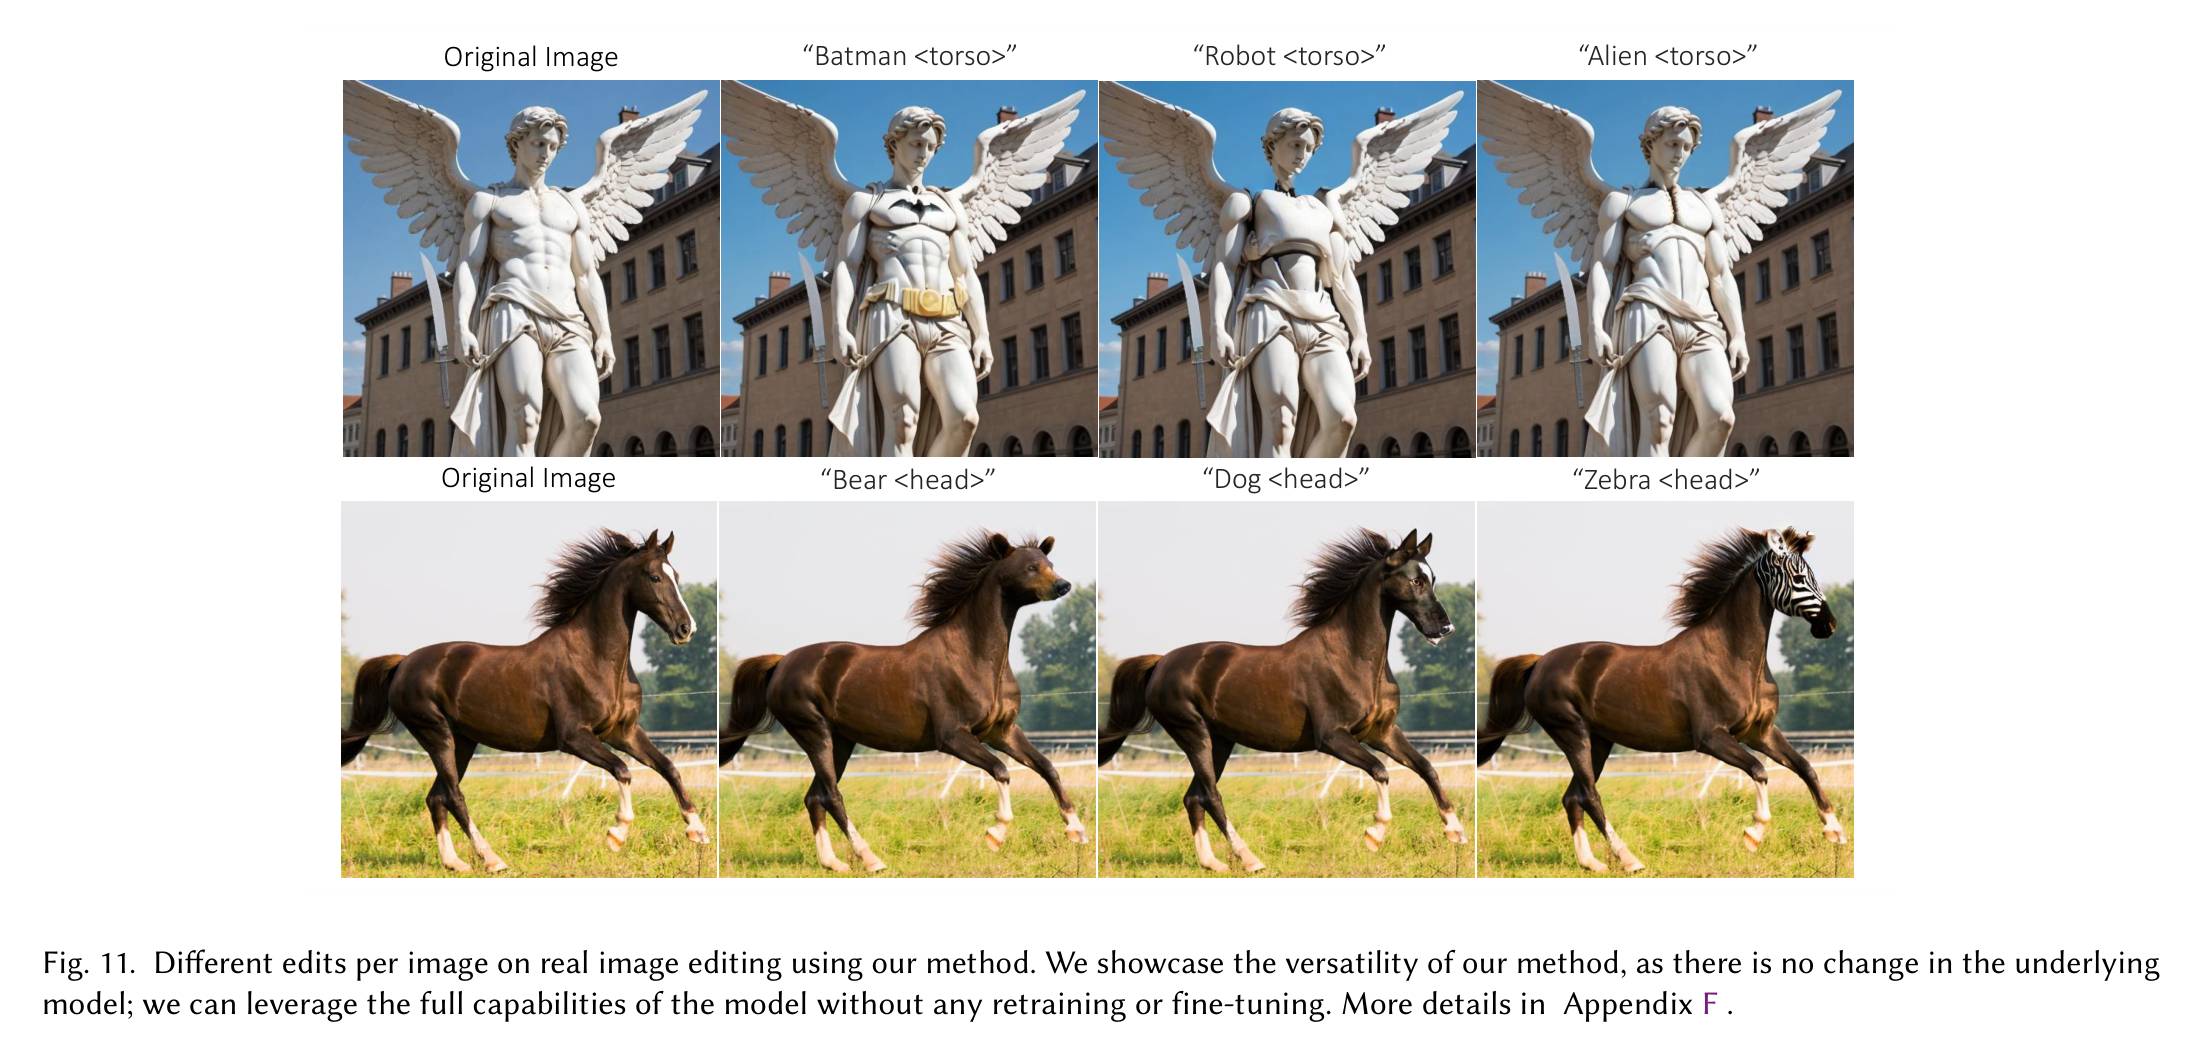 Original Image
“Batman <torso>”
“Robot <torso>”
“Alien <torso>”
Original Image
“Bear <head>”
“Dog <head>”
“Zebra <head>”
Fig. 11. Different edits per image on real image editing using our method. We showcase the versatility of our method, as there is no change in the underlying
model; we can leverage the full capabilities of the model without any retraining or fine-tuning. More details in Appendix F .